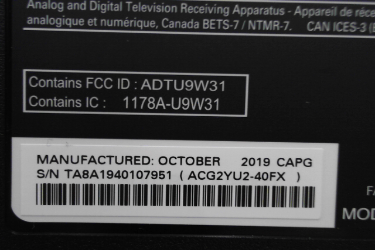 Analog and Digital Television Receiving Apparatus - Appareil de réce
analogique et numérique, Canada BETS-7 / NTMR-7. CAN ICES-3 (
Contains FCC ID : ADTU9W31
Contains IC : 1178A-U9W31
MANUFACTURED: OCTOBER 2019 CAPG
S/N TA8A1940107951 ( ACG2YU2-40FX )
FA
MOD